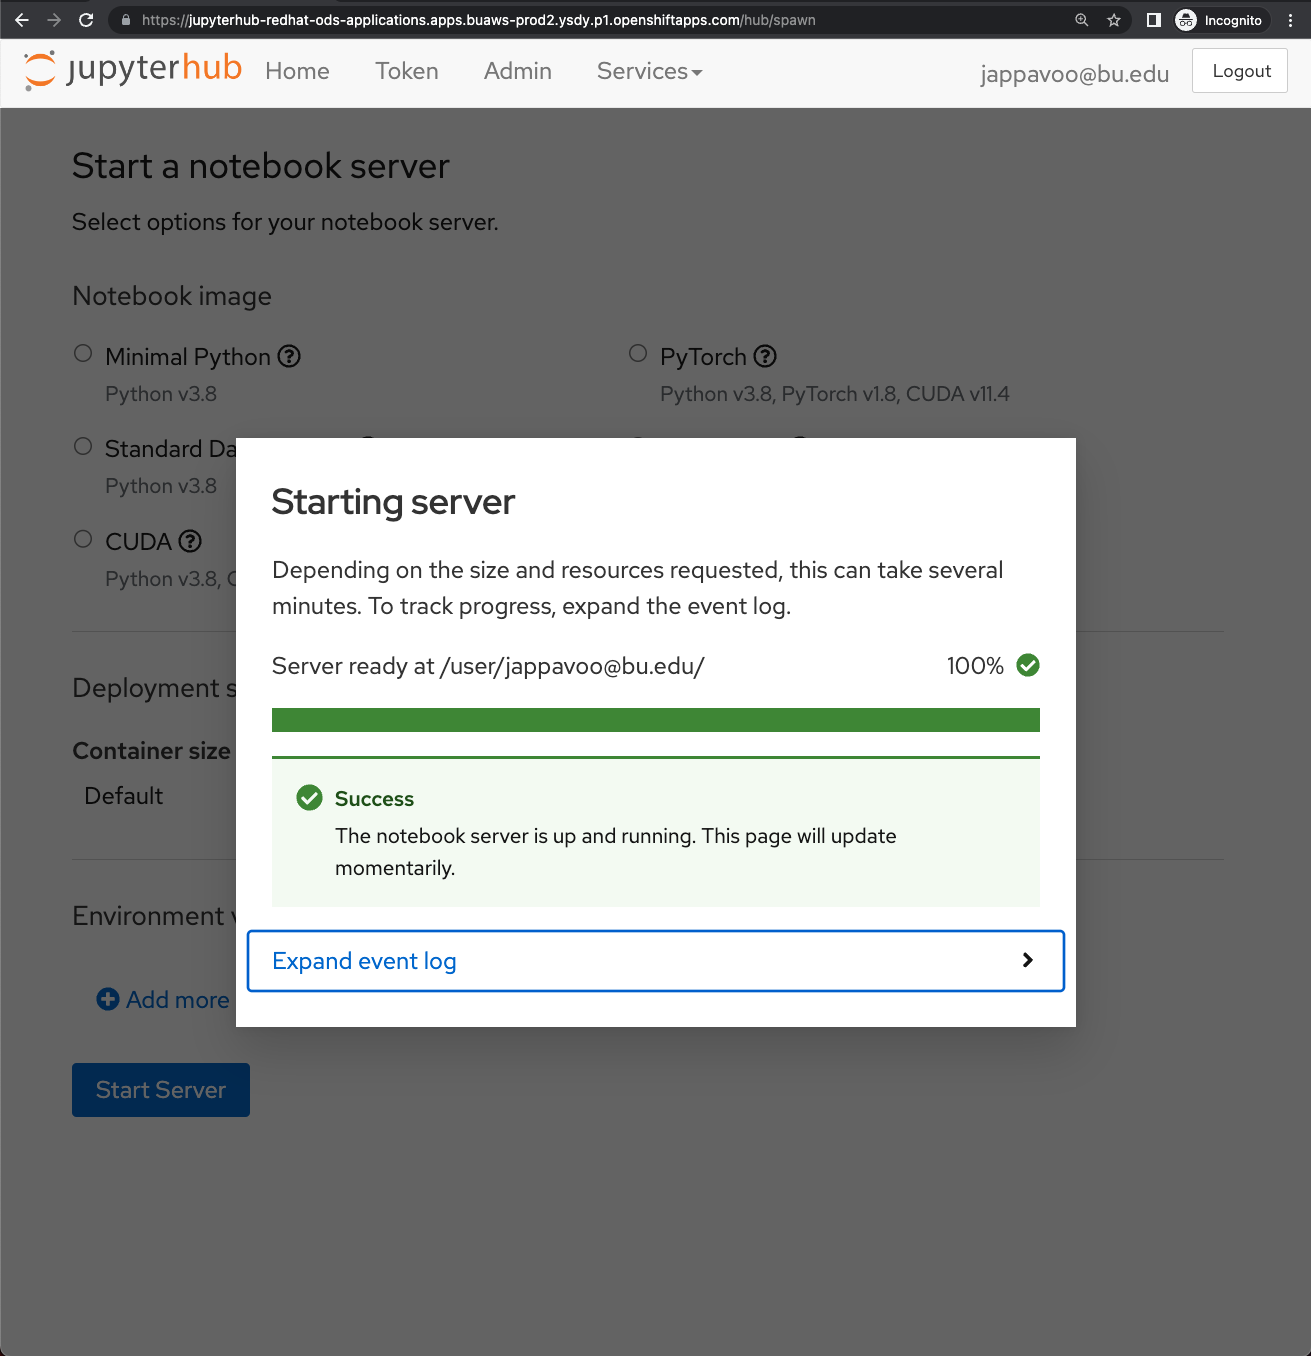 https://jupyterhub-redhat-ods-applications.apps.buaws-prod2.ysdy.p1.openshiftapps.com/hub/spawn
Incognito
jupyterhub Home Token Admin Services
jappavoo@bu.edu
Logout
Start a notebook server
Select options for your notebook server.
Notebook image
Minimal Python ?
Python v3.8
PyTorch ?
Python v3.8, PyTorch v1.8, CUDA v11.4
Standard Da
Python v3.8
CUDA ?
Python v3.8,
Starting server
Depending on the size and resources requested, this can take several
minutes. To track progress, expand the event log.
Server ready at /user/jappavoo@bu.edu/ 100%
Success
The notebook server is up and running. This page will update
momentarily.
Expand event log
Deployment s
Container size
Default
Environment
Add more
Start Server